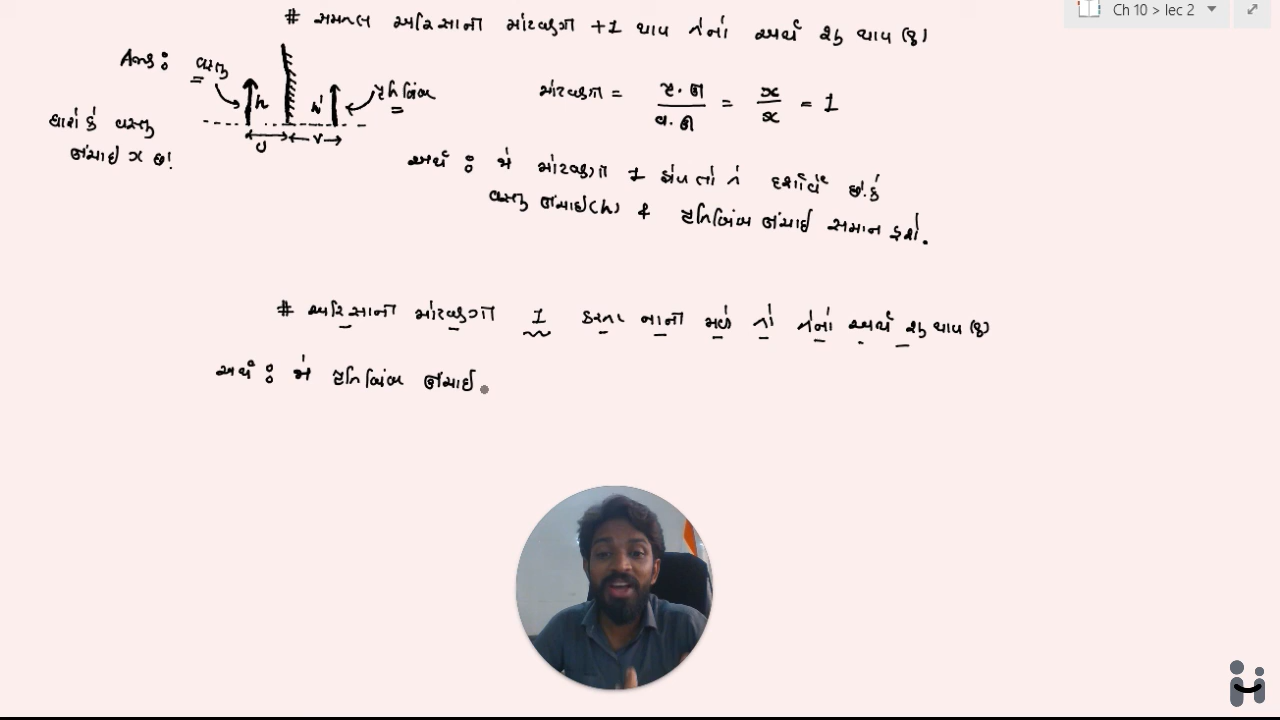 Ch 10 > lec 2
# સમતલ અરિસાની મોટવણી +1 થાય તેનો અર્થ શું થાય (?)
Ans: વસ્તુ
h h' પ્રતિબિંબ
u v
ધારો કે વસ્તુ
ઊંચાઈ x છે!
મોટવણી = પ્ર.ઊ / વ.ઊ = x / x = 1
અર્થ : જો મોટવણી 1 હોય તો તે દર્શાવે છે કે
વસ્તુ ઊંચાઈ(h) & પ્રતિબિંબ ઊંચાઈ સમાન હશે.
# અરિસાની મોટવણી 1 કરતા નાની મળે તો તેનો અર્થ શું થાય (?)
અર્થ : જો પ્રતિબિંબ ઊંચાઈ